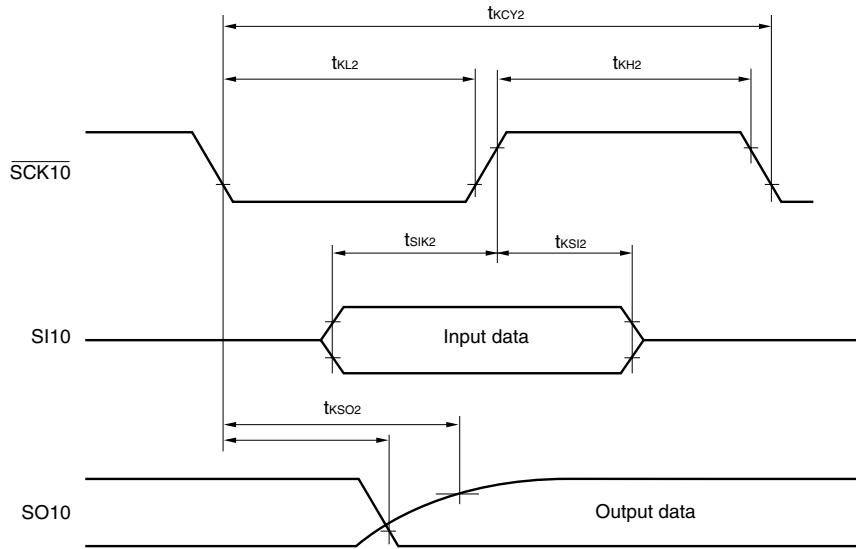 tKCY2
tKL2
tKH2
SCK10
tSIK2
tKSI2
SI10
Input data
tKSO2
SO10
Output data